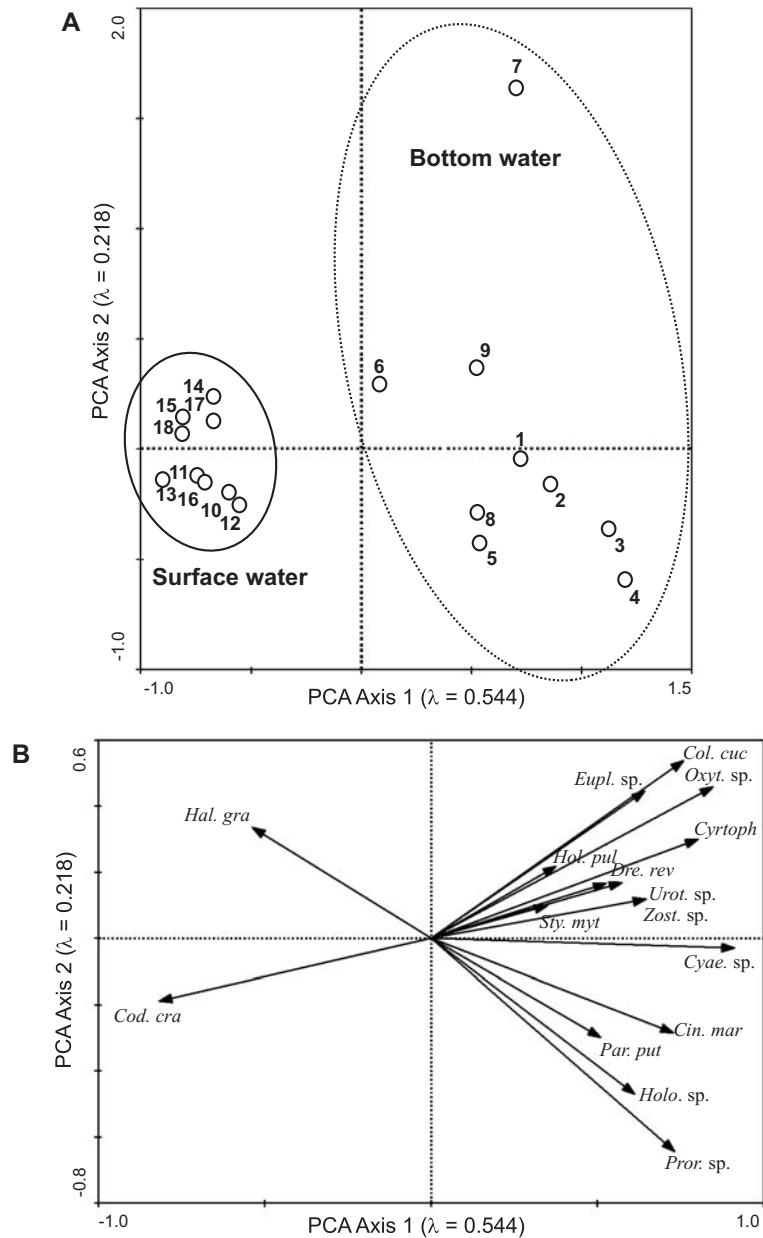 A
2.0
7
Bottom water
PCA Axis 2 (λ = 0.218)
9
6
14
15 17
18
1
11
2
13 16 10
8
12
3
5
Surface water
4
-1.0
-1.0
1.5
PCA Axis 1 (λ = 0.544)
B
0.6
Col. cuc
Eupl. sp. Oxyt. sp.
Hal. gra
Cyrtoph
Hol. pul
Dre. rev
Urot. sp.
Sty. myt Zost. sp.
PCA Axis 2 (λ = 0.218)
Cyae. sp.
Cod. cra
Cin. mar
Par. put
Holo. sp.
Pror. sp.
-0.8
-1.0
1.0
PCA Axis 1 (λ = 0.544)